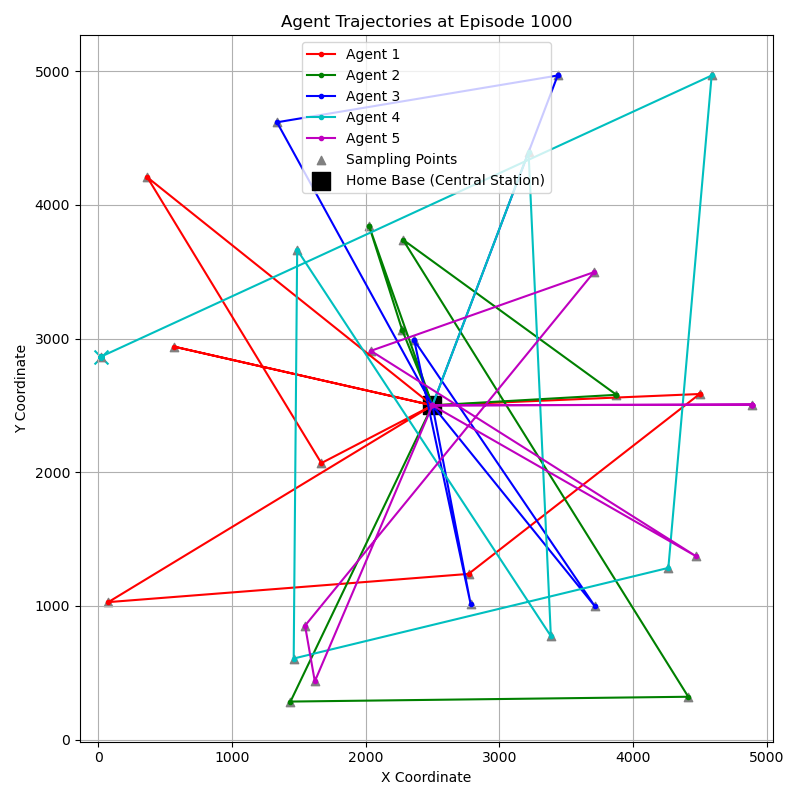 Agent Trajectories at Episode 1000
Agent 1
Agent 2
Agent 3
Agent 4
Agent 5
Sampling Points
Home Base (Central Station)
5000
4000
3000
2000
1000
0
Y Coordinate
0 1000 2000 3000 4000 5000
X Coordinate